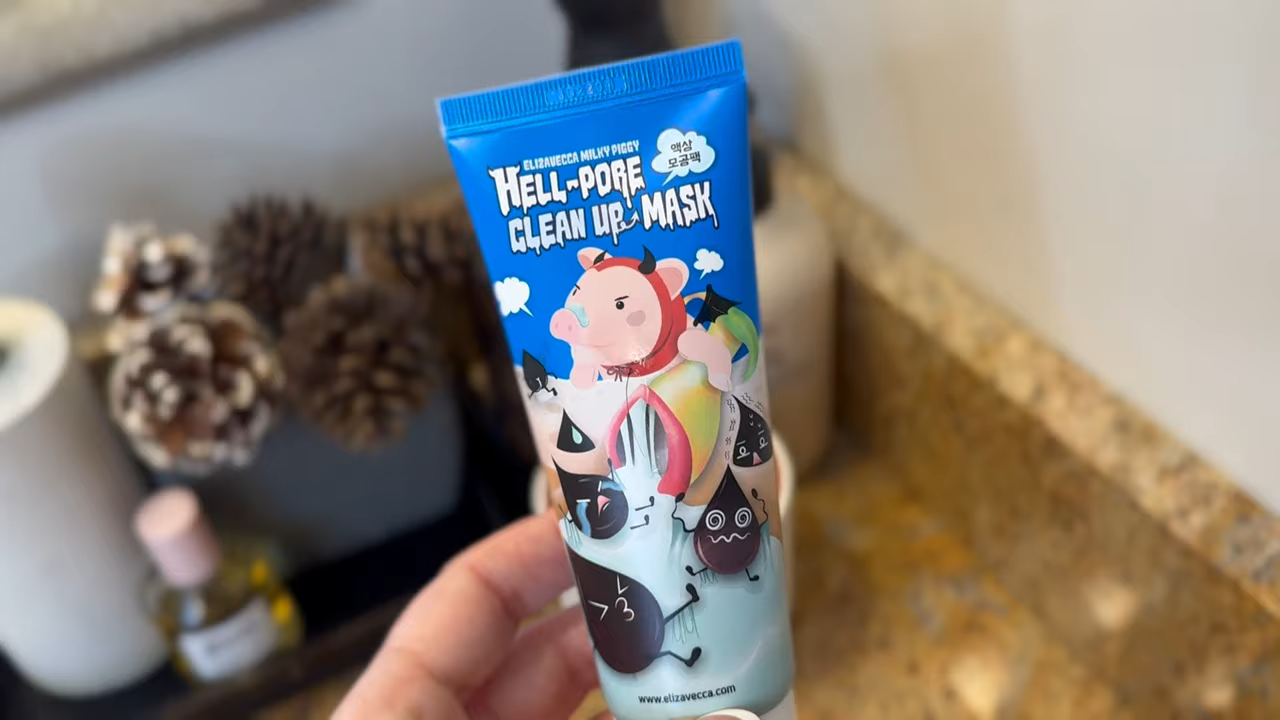 ELIZAVECCA MILKY PIGGY
HELL-PORE
CLEAN UP MASK
액상
모공팩
www.elizavecca.com